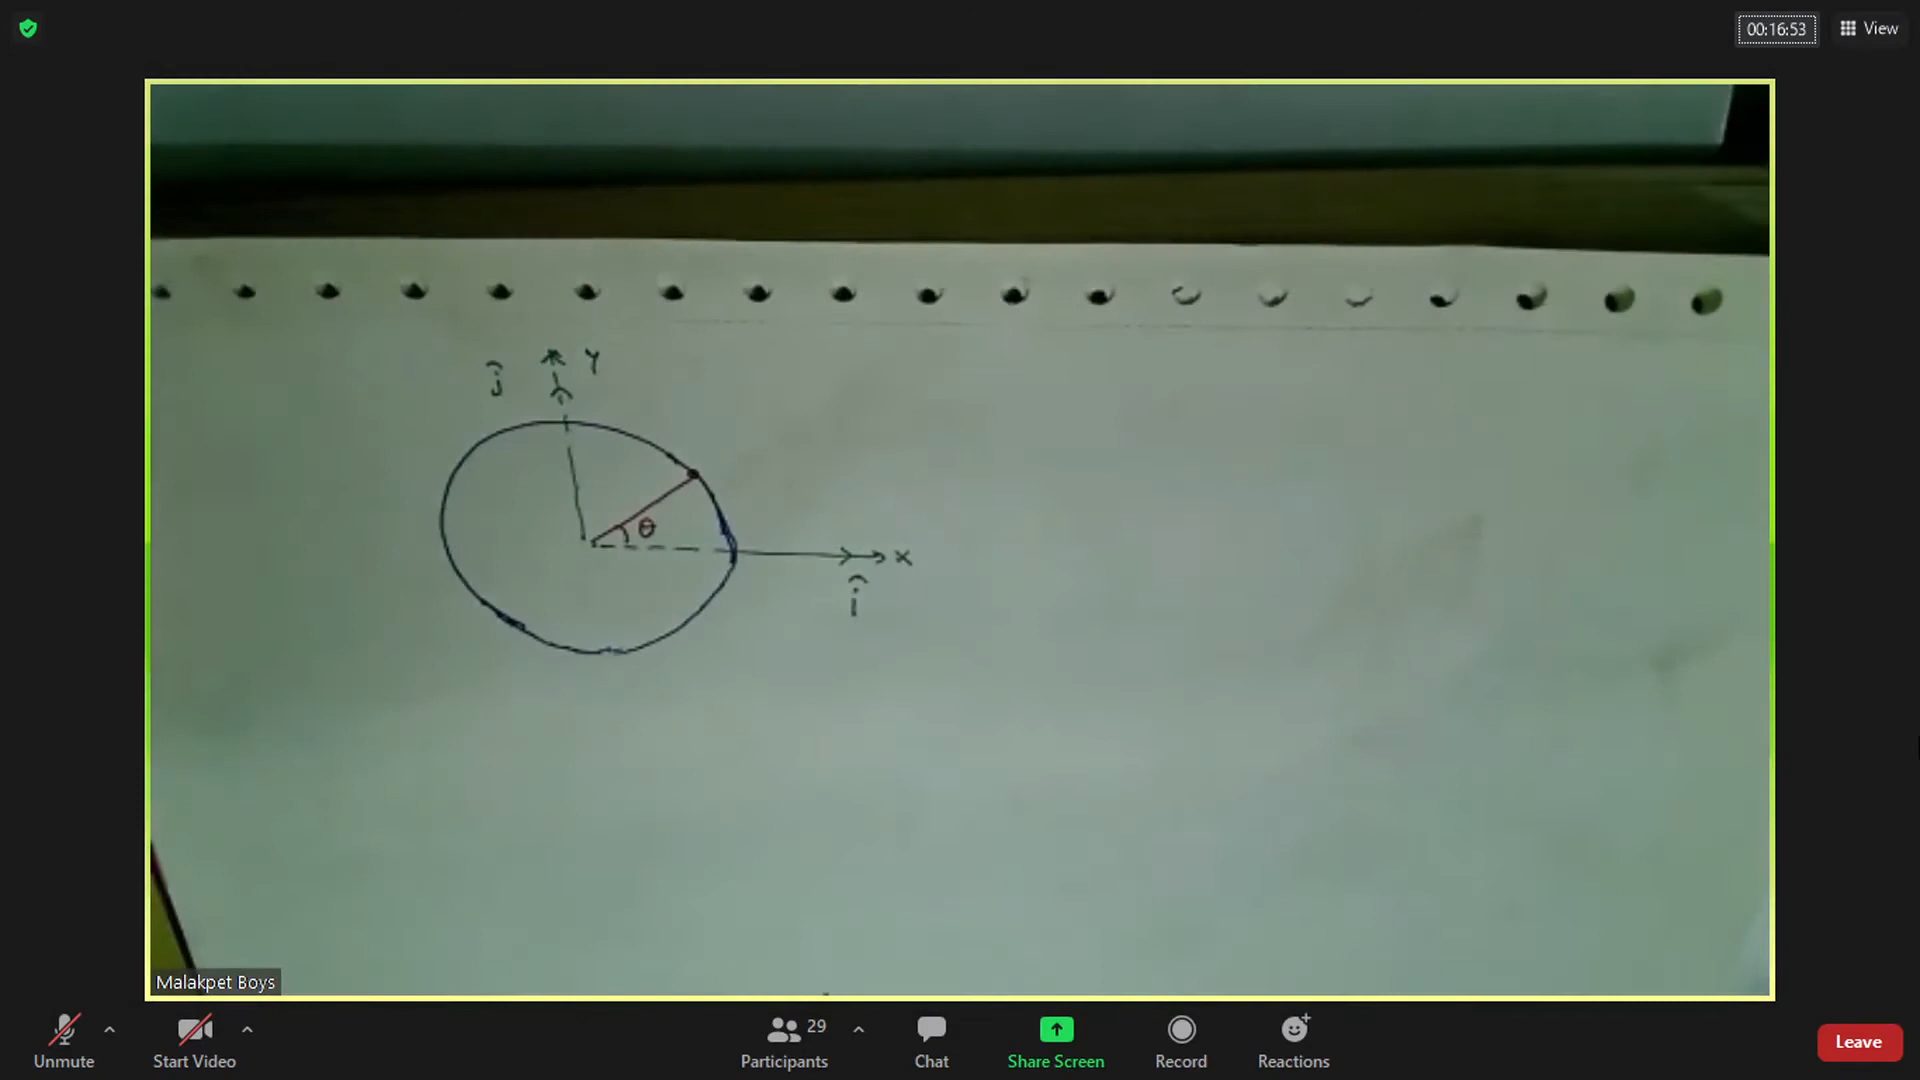 00:16:53 View
ĵ Y
θ
x
î
Malakpet Boys
Unmute Start Video 29 Participants Chat Share Screen Record Reactions Leave